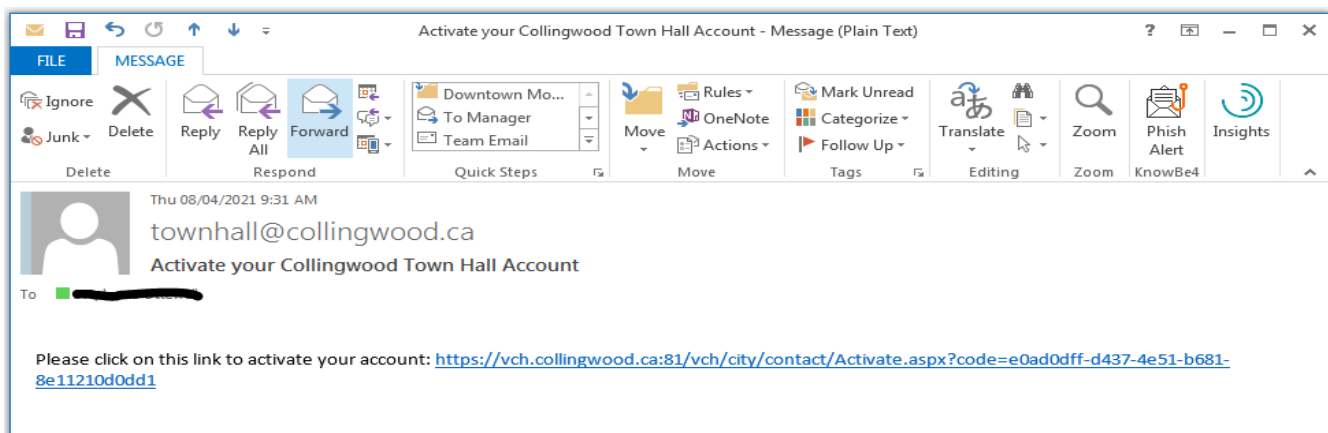 Activate your Collingwood Town Hall Account - Message (Plain Text)
?
FILE MESSAGE
Ignore
Junk
Delete
Reply
Reply All
Forward
Downtown Mo...
To Manager
Team Email
Move
Rules
OneNote
Actions
Mark Unread
Categorize
Follow Up
Translate
Zoom
Phish Alert
Insights
Delete Respond Quick Steps Move Tags Editing Zoom KnowBe4
Thu 08/04/2021 9:31 AM
townhall@collingwood.ca
Activate your Collingwood Town Hall Account
To
Please click on this link to activate your account: https://vch.collingwood.ca:81/vch/city/contact/Activate.aspx?code=e0ad0dff-d437-4e51-b681-
8e11210d0dd1